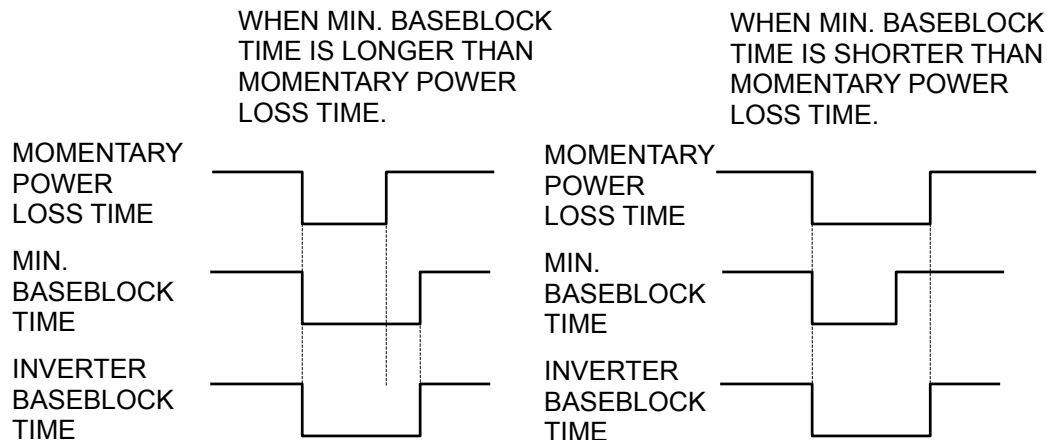 WHEN MIN. BASEBLOCK
TIME IS LONGER THAN
MOMENTARY POWER
LOSS TIME.
WHEN MIN. BASEBLOCK
TIME IS SHORTER THAN
MOMENTARY POWER
LOSS TIME.
MOMENTARY
POWER
LOSS TIME
MIN.
BASEBLOCK
TIME
INVERTER
BASEBLOCK
TIME
MOMENTARY
POWER
LOSS TIME
MIN.
BASEBLOCK
TIME
INVERTER
BASEBLOCK
TIME